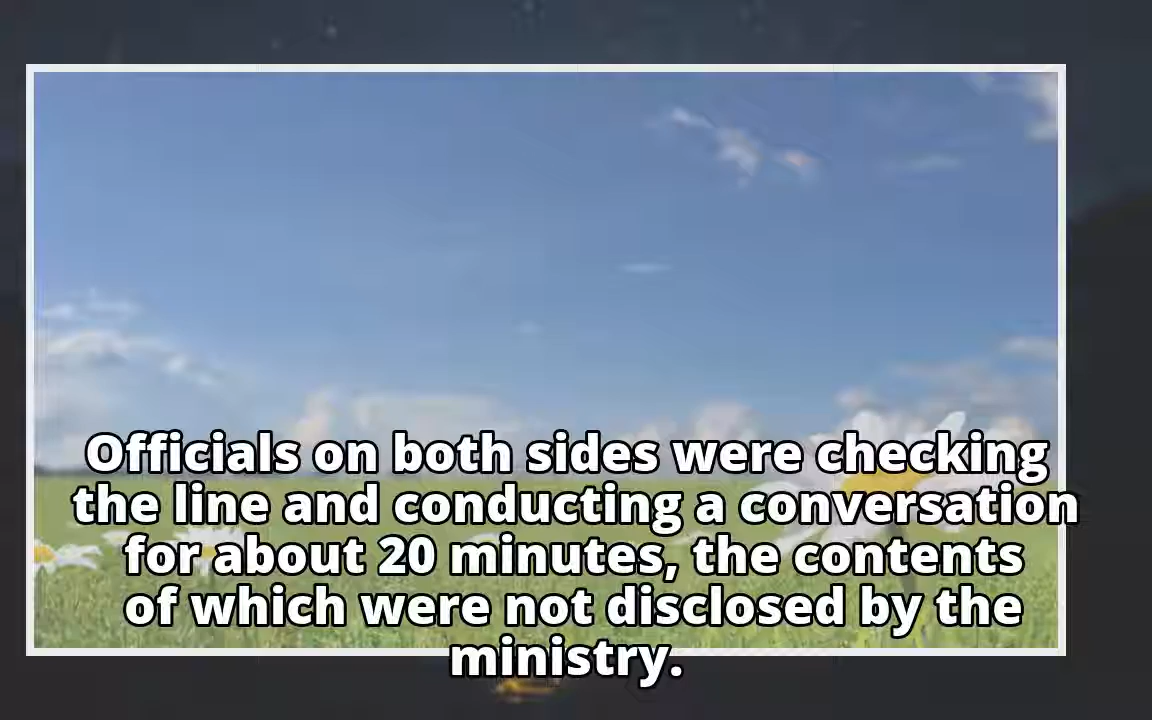 Officials on both sides were checking
the line and conducting a conversation
for about 20 minutes, the contents
of which were not disclosed by the
ministry.